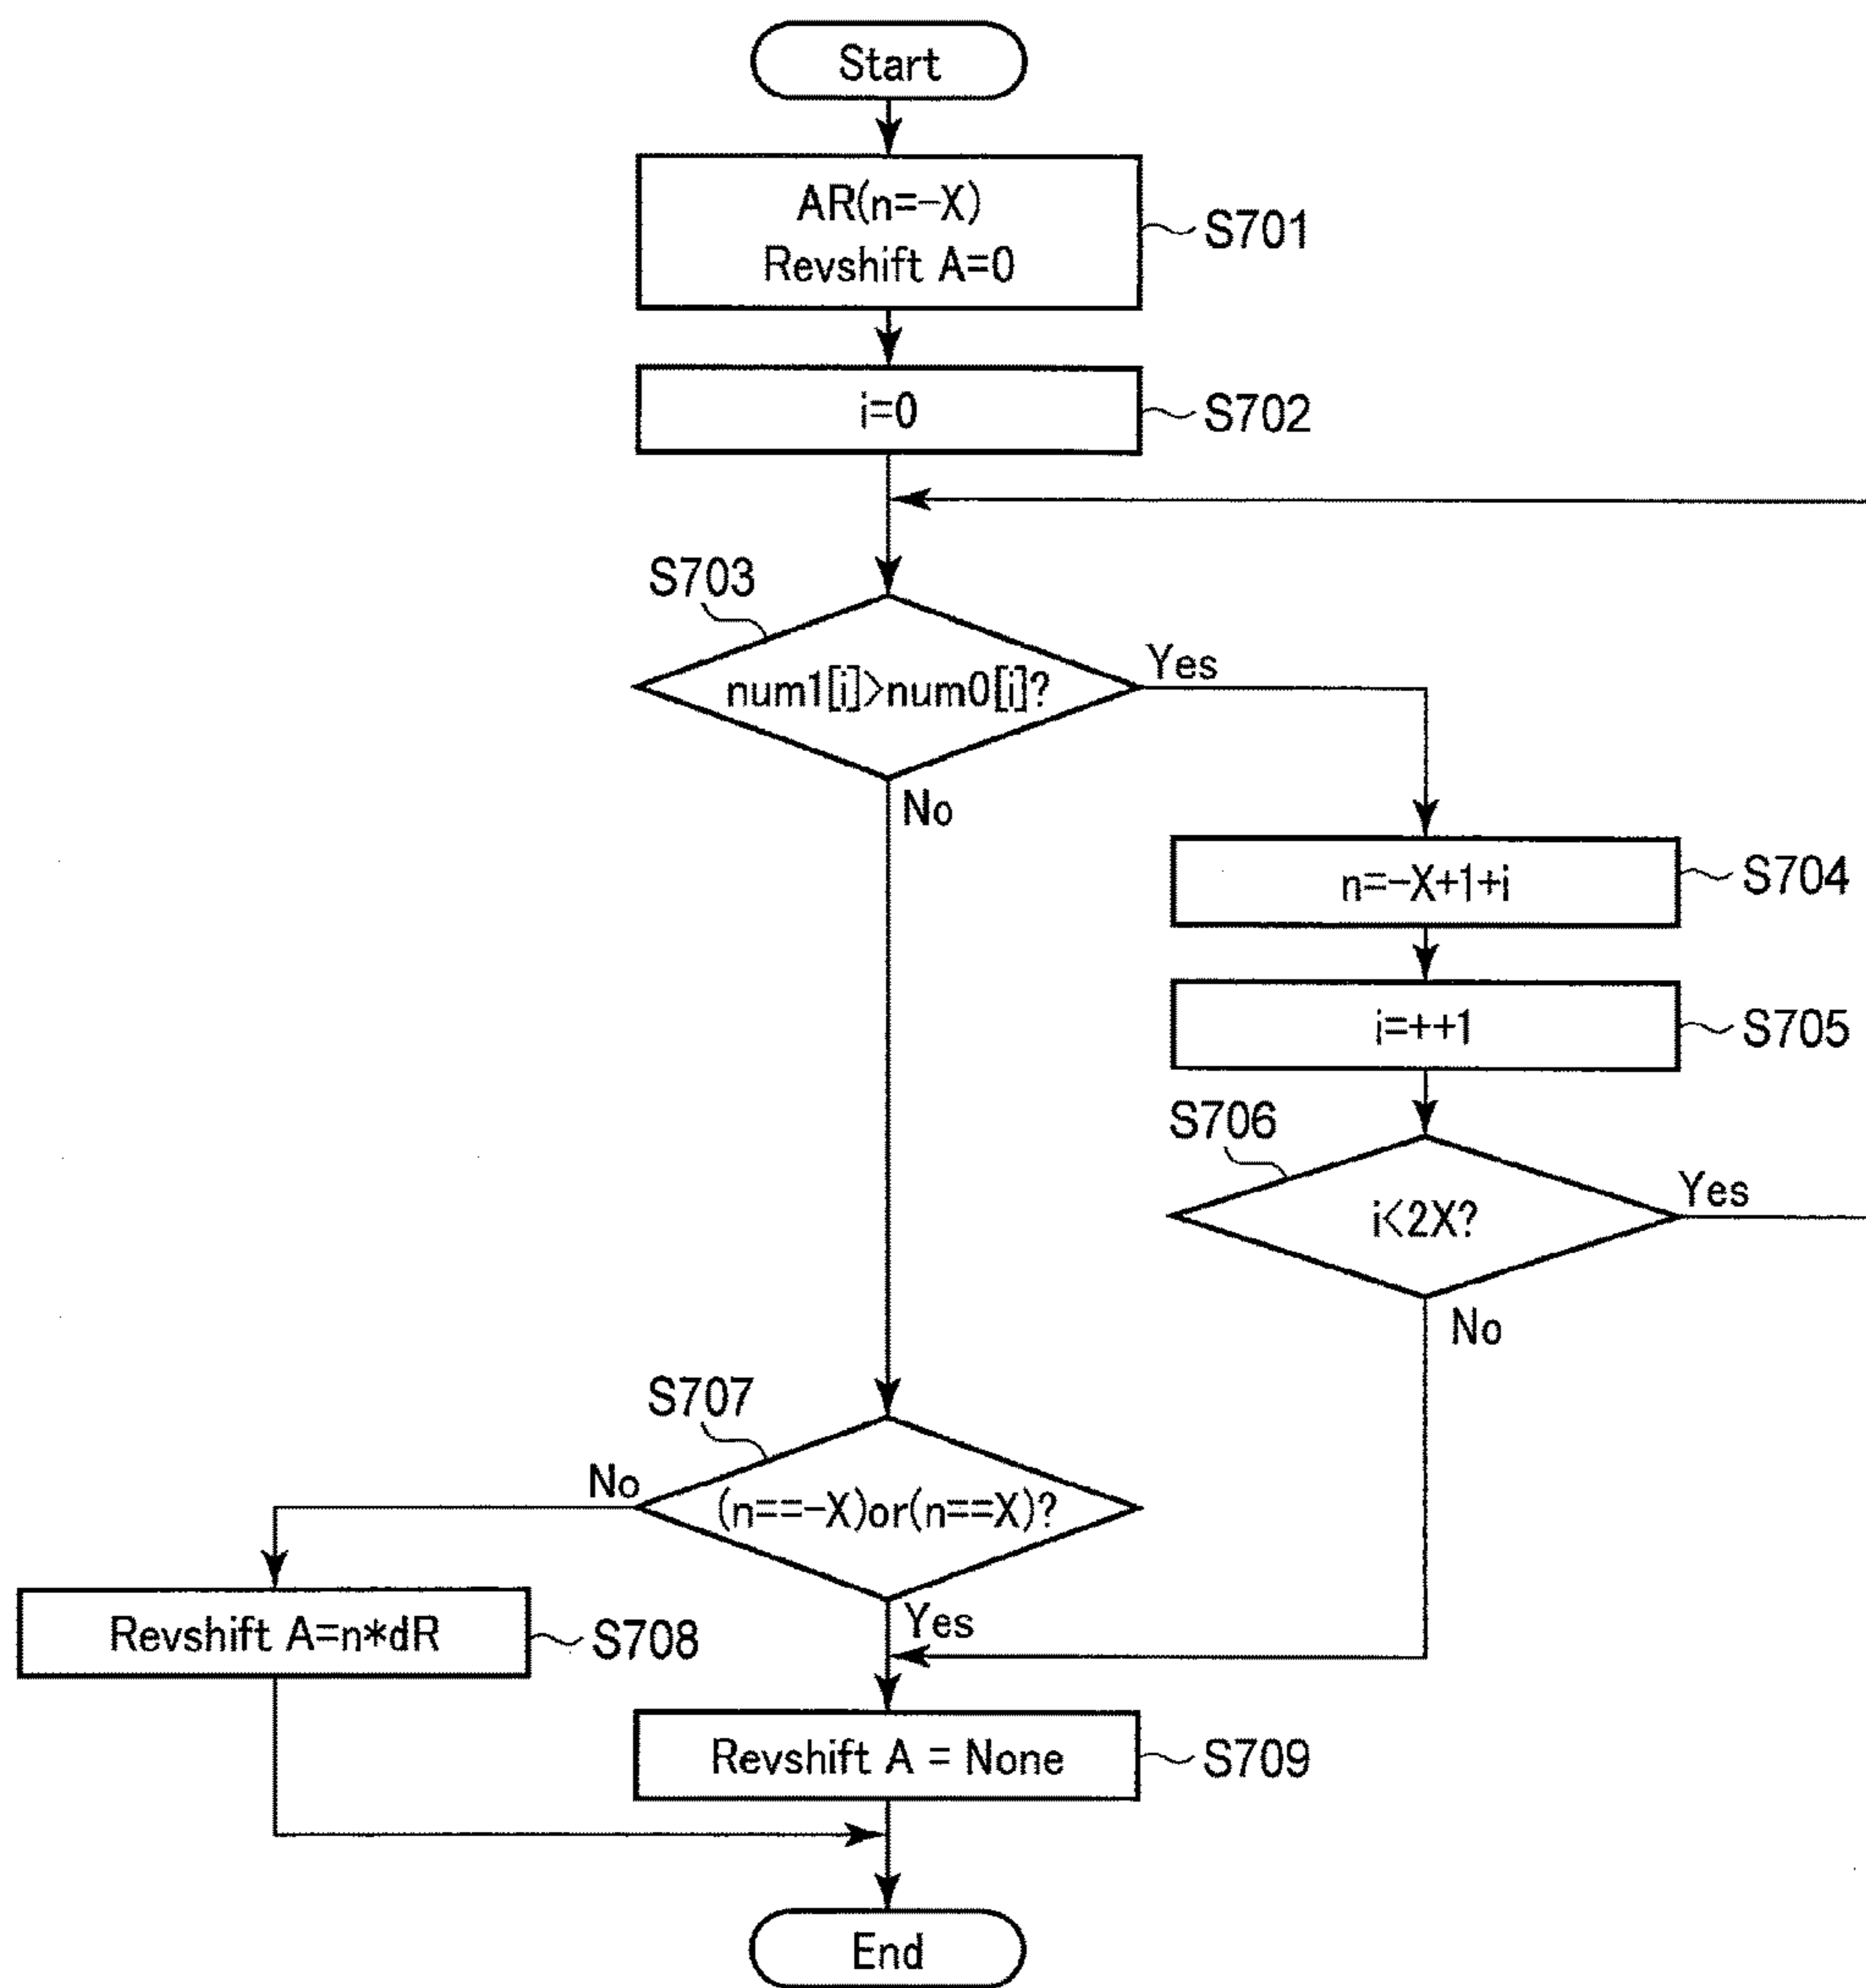 Start
AR(n=-X)
Revshift A=0
S701
i=0
S702
S703
num1[i]>num0[i]?
Yes
No
n=-X+1+i
S704
i=++1
S705
S706
i<2X?
Yes
No
S707
(n==-X)or(n==X)?
No
Yes
Revshift A=n*dR
S708
Revshift A = None
S709
End